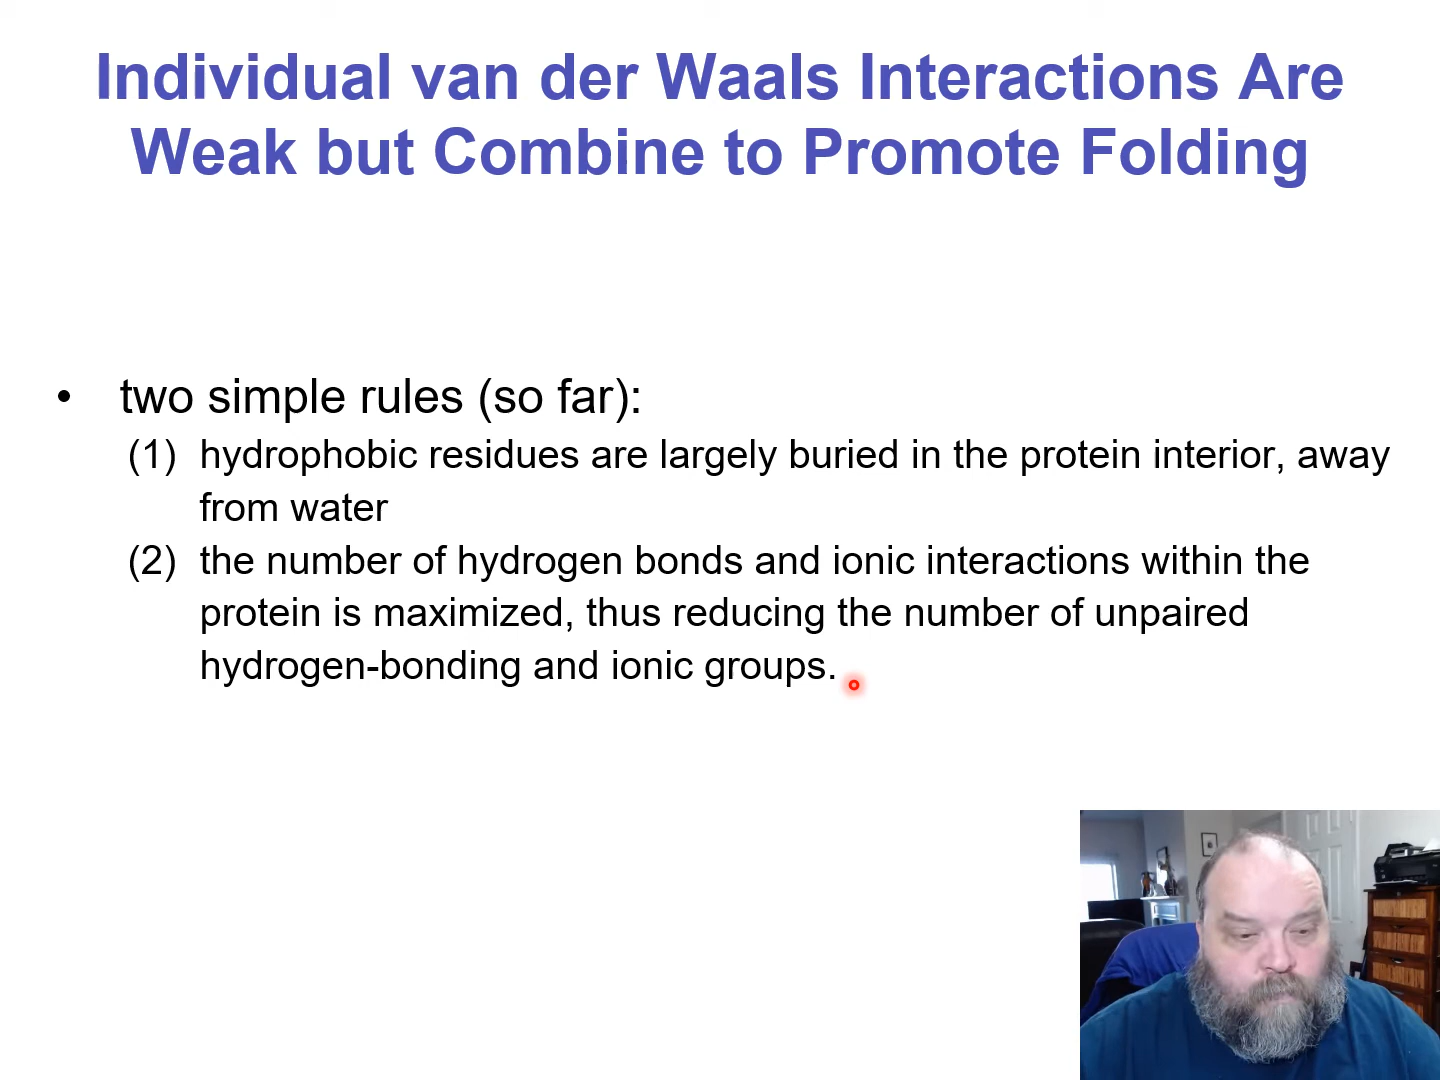 Individual van der Waals Interactions Are
Weak but Combine to Promote Folding
• two simple rules (so far):
(1) hydrophobic residues are largely buried in the protein interior, away
from water
(2) the number of hydrogen bonds and ionic interactions within the
protein is maximized, thus reducing the number of unpaired
hydrogen-bonding and ionic groups.